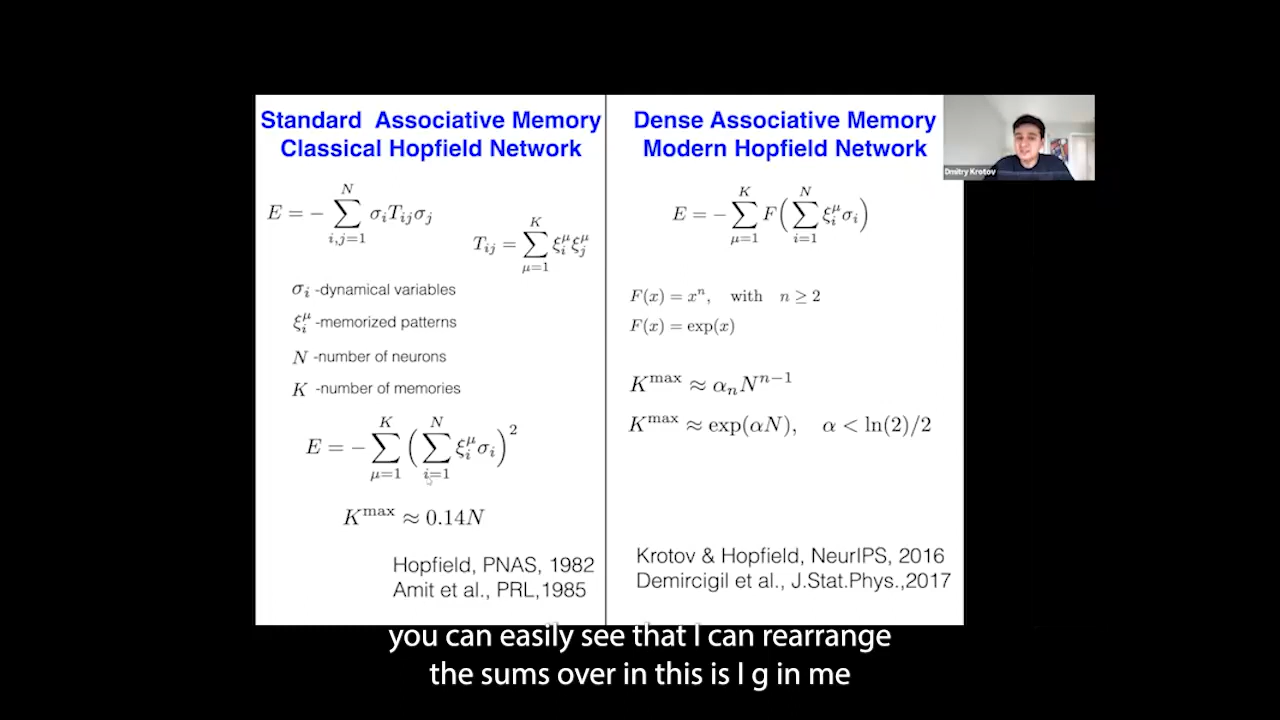 Standard Associative Memory
Classical Hopfield Network
E = − ∑_{i,j=1}^{N} σ_i T_{ij} σ_j
T_{ij} = ∑_{μ=1}^{K} ξ_i^μ ξ_j^μ
σ_i -dynamical variables
ξ_i^μ -memorized patterns
N -number of neurons
K -number of memories
E = − ∑_{μ=1}^{K} ( ∑_{i=1}^{N} ξ_i^μ σ_i )^2
K^max ≈ 0.14N
Hopfield, PNAS, 1982
Amit et al., PRL,1985
Dense Associative Memory
Modern Hopfield Network
E = − ∑_{μ=1}^{K} F( ∑_{i=1}^{N} ξ_i^μ σ_i )
F(x) = x^n, with n ≥ 2
F(x) = exp(x)
K^max ≈ α_n N^{n−1}
K^max ≈ exp(αN), α < ln(2)/2
Krotov & Hopfield, NeurIPS, 2016
Demircigil et al., J.Stat.Phys.,2017
Dmitry Krotov
you can easily see that I can rearrange
the sums over in this is I g in me